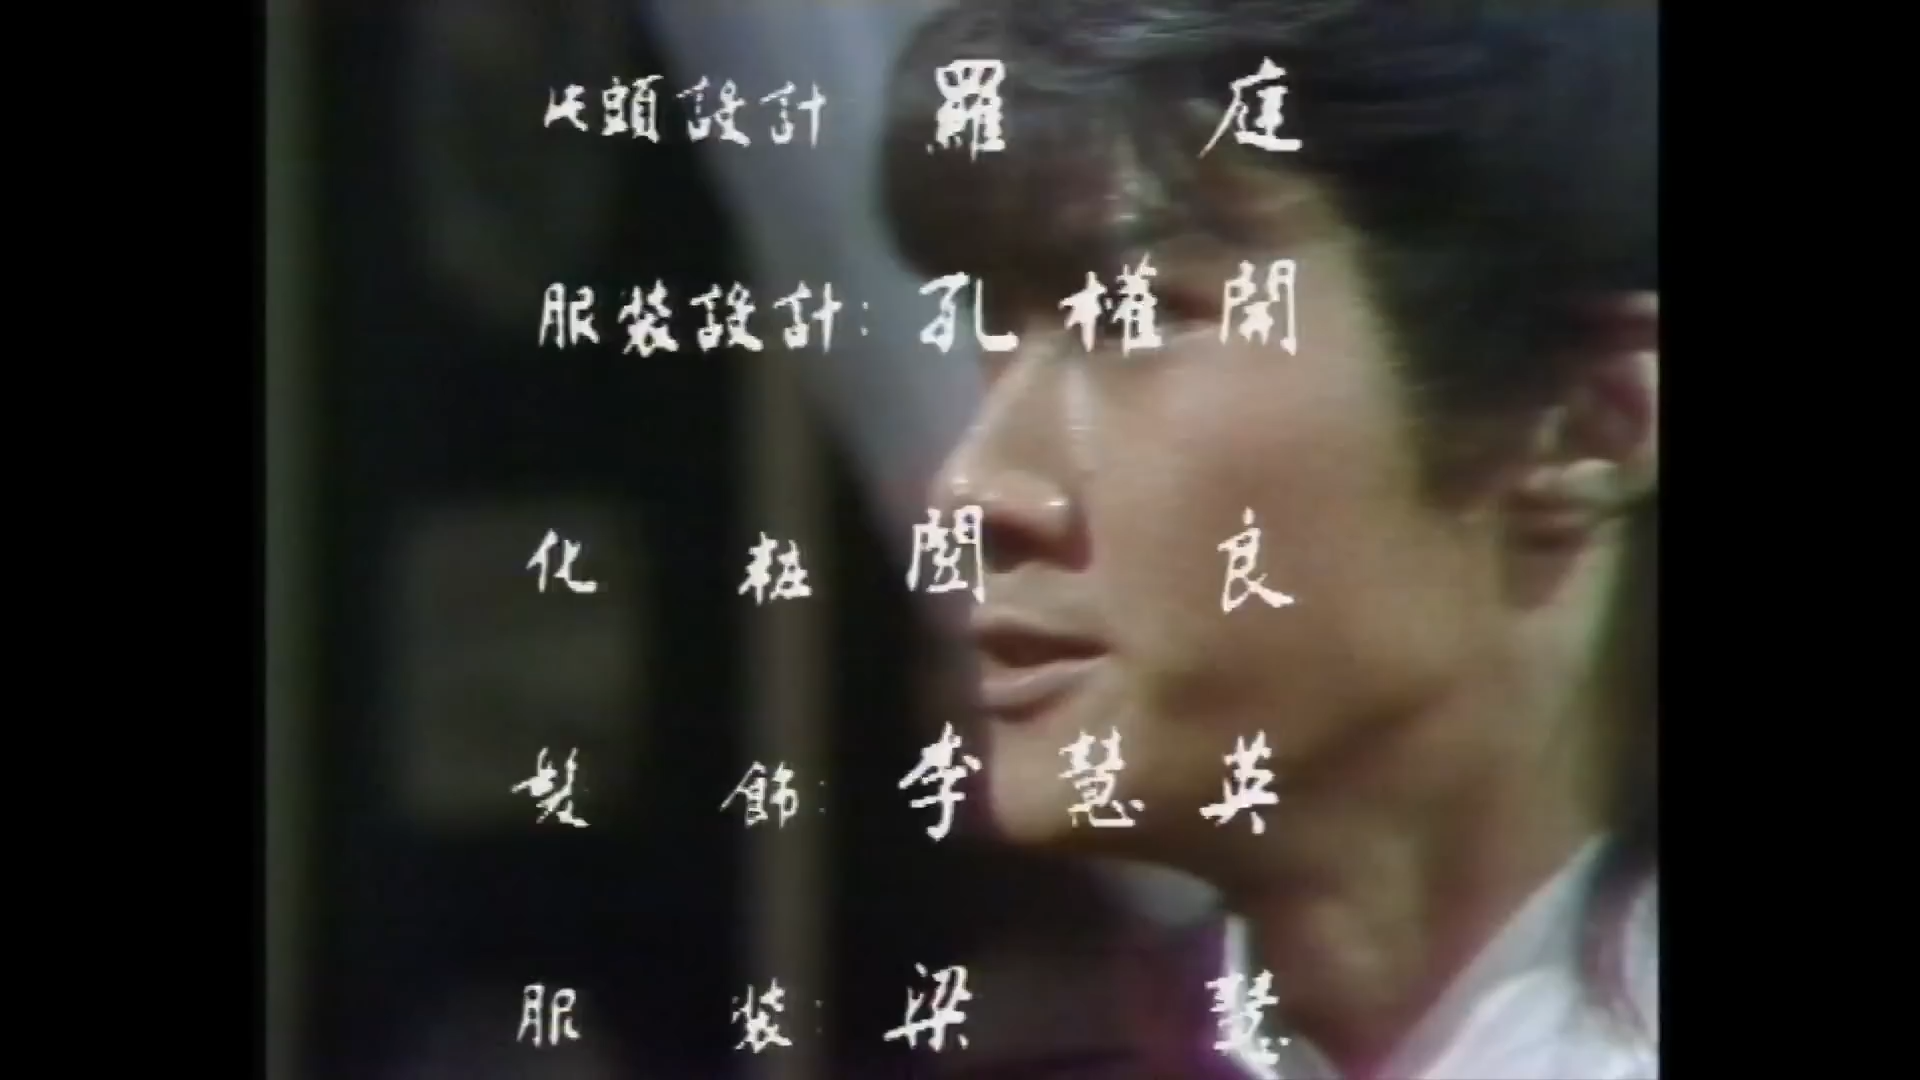 片頭設計 羅庭
服裝設計:孔權開
化粧 關良
髮飾:李慧英
服裝:梁慧